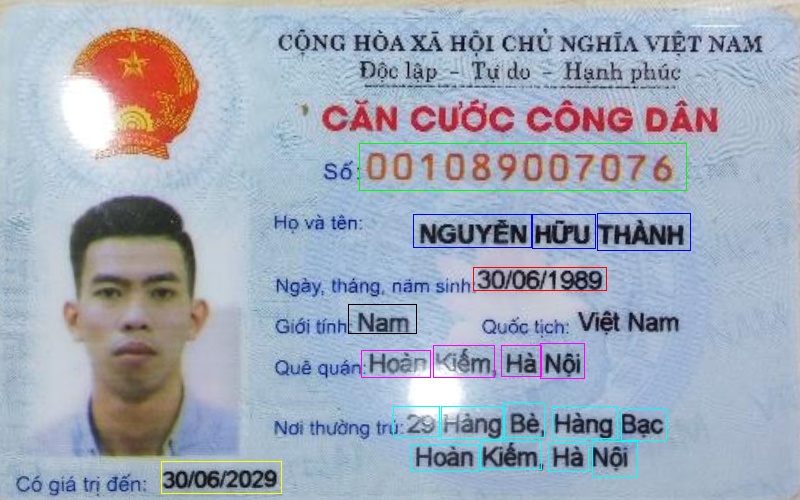 CỘNG HÒA XÃ HỘI CHỦ NGHĨA VIỆT NAM
Độc lập - Tự do - Hạnh phúc
CĂN CƯỚC CÔNG DÂN
Số: 001089007076
Họ và tên: NGUYỄN HỮU THÀNH
Ngày, tháng, năm sinh: 30/06/1989
Giới tính: Nam Quốc tịch: Việt Nam
Quê quán: Hoàn Kiếm, Hà Nội
Nơi thường trú: 29 Hàng Bè, Hàng Bạc
Hoàn Kiếm, Hà Nội
Có giá trị đến: 30/06/2029